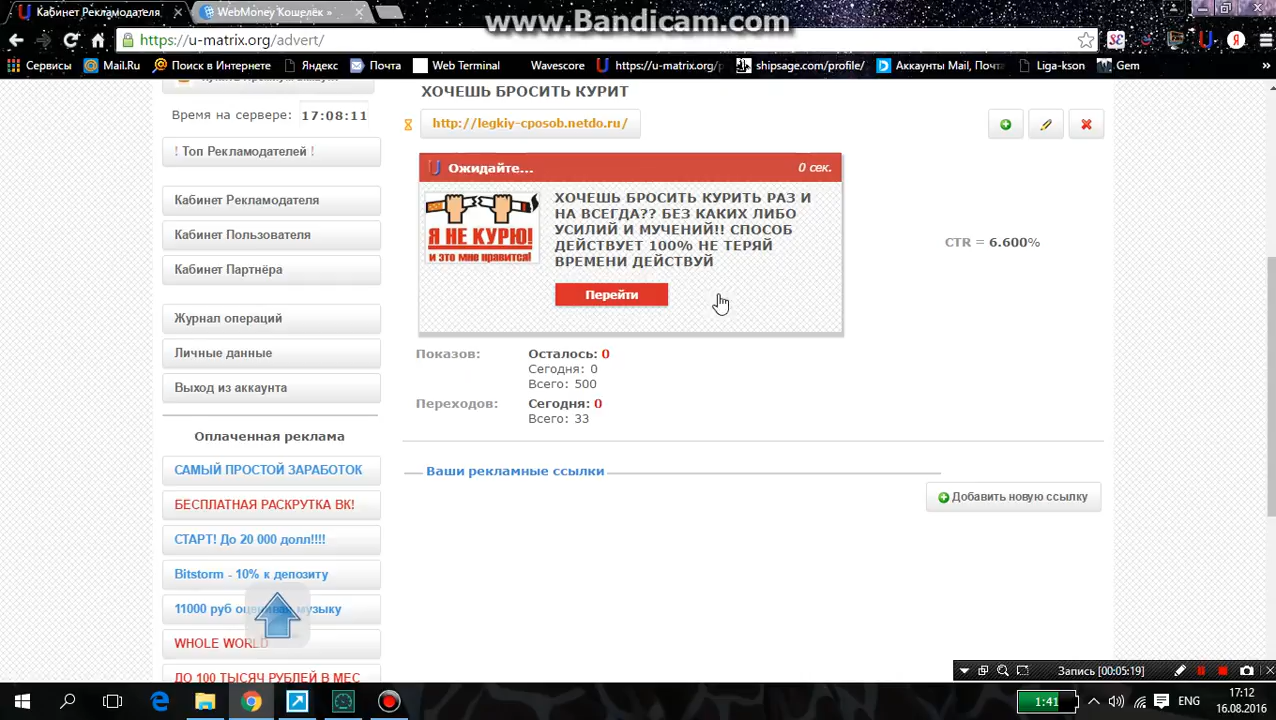 Кабинет Рекламодателя
WebMoney Кошелёк »
www.Bandicam.com
https://u-matrix.org/advert/
Сервисы
Mail.Ru
Поиск в Интернете
Яндекс
Почта
Web Terminal
Wavescore
https://u-matrix.org/p
shipsage.com/profile/
Аккаунты Mail, Почта
Liga-kson
Gem
Время на сервере: 17:08:11
! Топ Рекламодателей !
Кабинет Рекламодателя
Кабинет Пользователя
Кабинет Партнёра
Журнал операций
Личные данные
Выход из аккаунта
Оплаченная реклама
САМЫЙ ПРОСТОЙ ЗАРАБОТОК
БЕСПЛАТНАЯ РАСКРУТКА ВК!
СТАРТ! До 20 000 долл!!!!
Bitstorm - 10% к депозиту
11000 руб оценивая музыку
WHOLE WORLD
ДО 100 ТЫСЯЧ РУБЛЕЙ В МЕС
ХОЧЕШЬ БРОСИТЬ КУРИТ
http://legkiy-cposob.netdo.ru/
Ожидайте...
0 сек.
Я НЕ КУРЮ!
и это мне нравится!
ХОЧЕШЬ БРОСИТЬ КУРИТЬ РАЗ И
НА ВСЕГДА?? БЕЗ КАКИХ ЛИБО
УСИЛИЙ И МУЧЕНИЙ!! СПОСОБ
ДЕЙСТВУЕТ 100% НЕ ТЕРЯЙ
ВРЕМЕНИ ДЕЙСТВУЙ
Перейти
CTR = 6.600%
Показов:
Осталось: 0
Сегодня: 0
Всего: 500
Переходов:
Сегодня: 0
Всего: 33
Ваши рекламные ссылки
Добавить новую ссылку
Запись [00:05:19]
1:41
ENG
17:12
16.08.2016